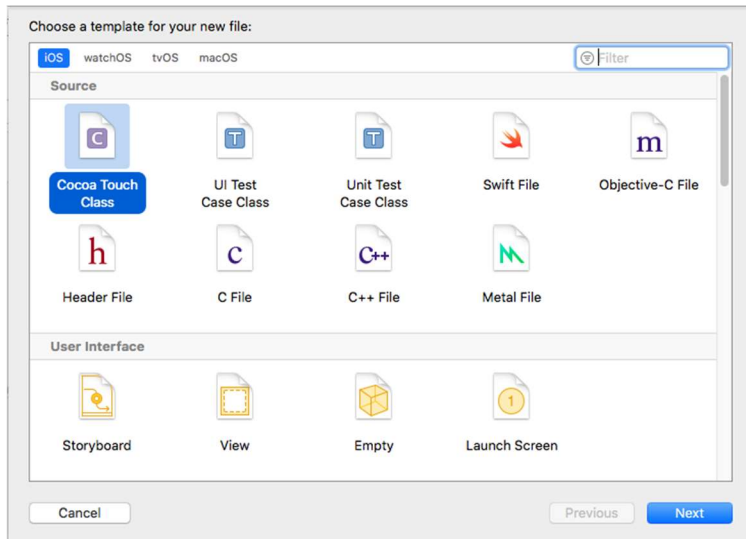 Choose a template for your new file:
iOS watchOS tvOS macOS Filter
Source
C T T m
Cocoa Touch UI Test Unit Test Swift File Objective-C File
Class Case Class Case Class
h c C++
Header File C File C++ File Metal File
User Interface
1
Storyboard View Empty Launch Screen
Cancel Previous Next